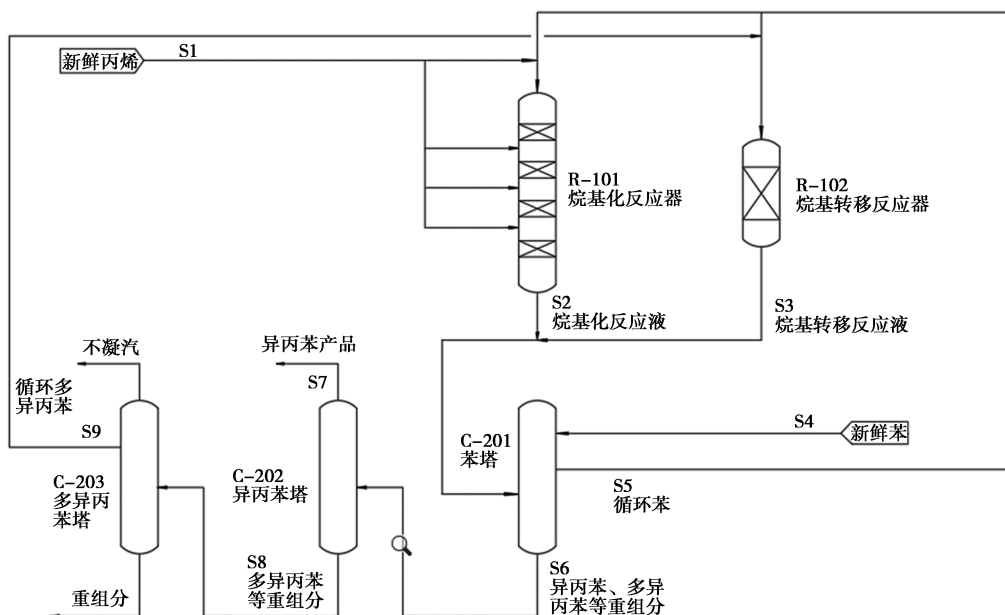 S1
新鲜丙烯
R-101
烷基化反应器
R-102
烷基转移反应器
S2
烷基化反应液
S3
烷基转移反应液
不凝汽
异丙苯产品
循环多
异丙苯
S7
S9
S4
新鲜苯
C-201
苯塔
C-202
异丙苯塔
C-203
多异丙
苯塔
S5
循环苯
S8
多异丙苯
等重组分
S6
异丙苯、多异
丙苯等重组分
重组分